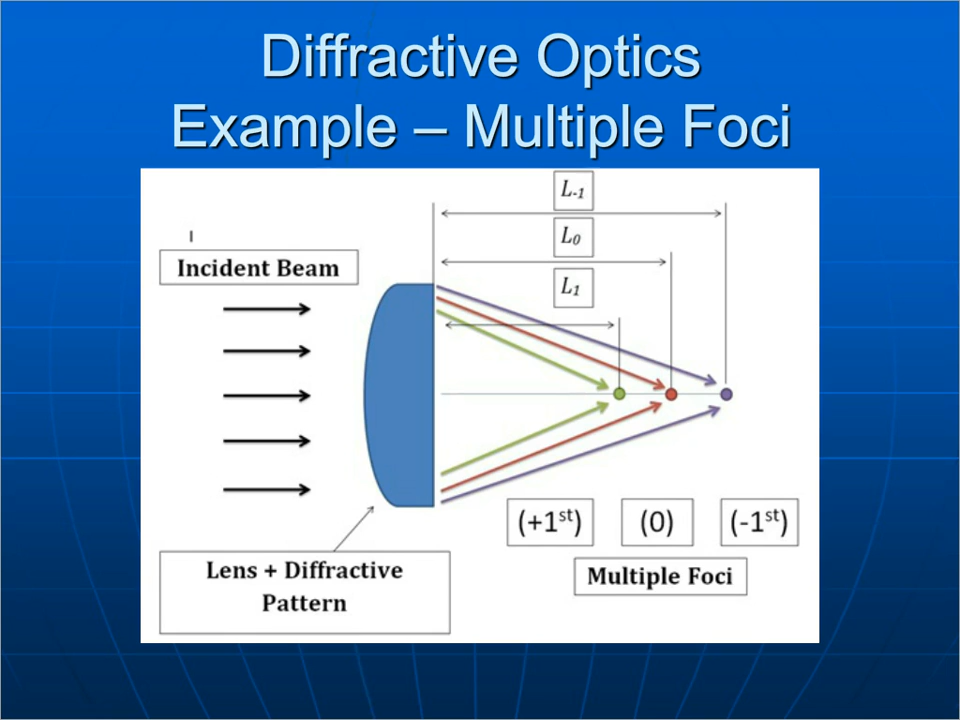 Diffractive Optics
Example – Multiple Foci
L-1
L0
L1
I
Incident Beam
(+1st)
(0)
(-1st)
Lens + Diffractive
Pattern
Multiple Foci